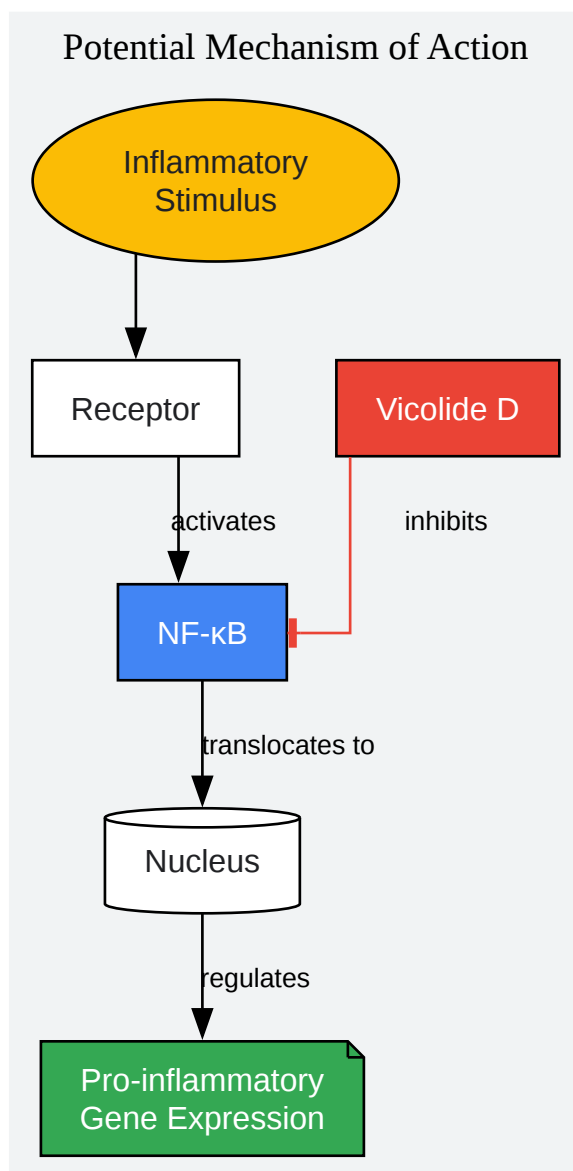 Potential Mechanism of Action
Inflammatory
Stimulus
Receptor
Vicolide D
activates
inhibits
NF-κB
translocates to
Nucleus
regulates
Pro-inflammatory
Gene Expression